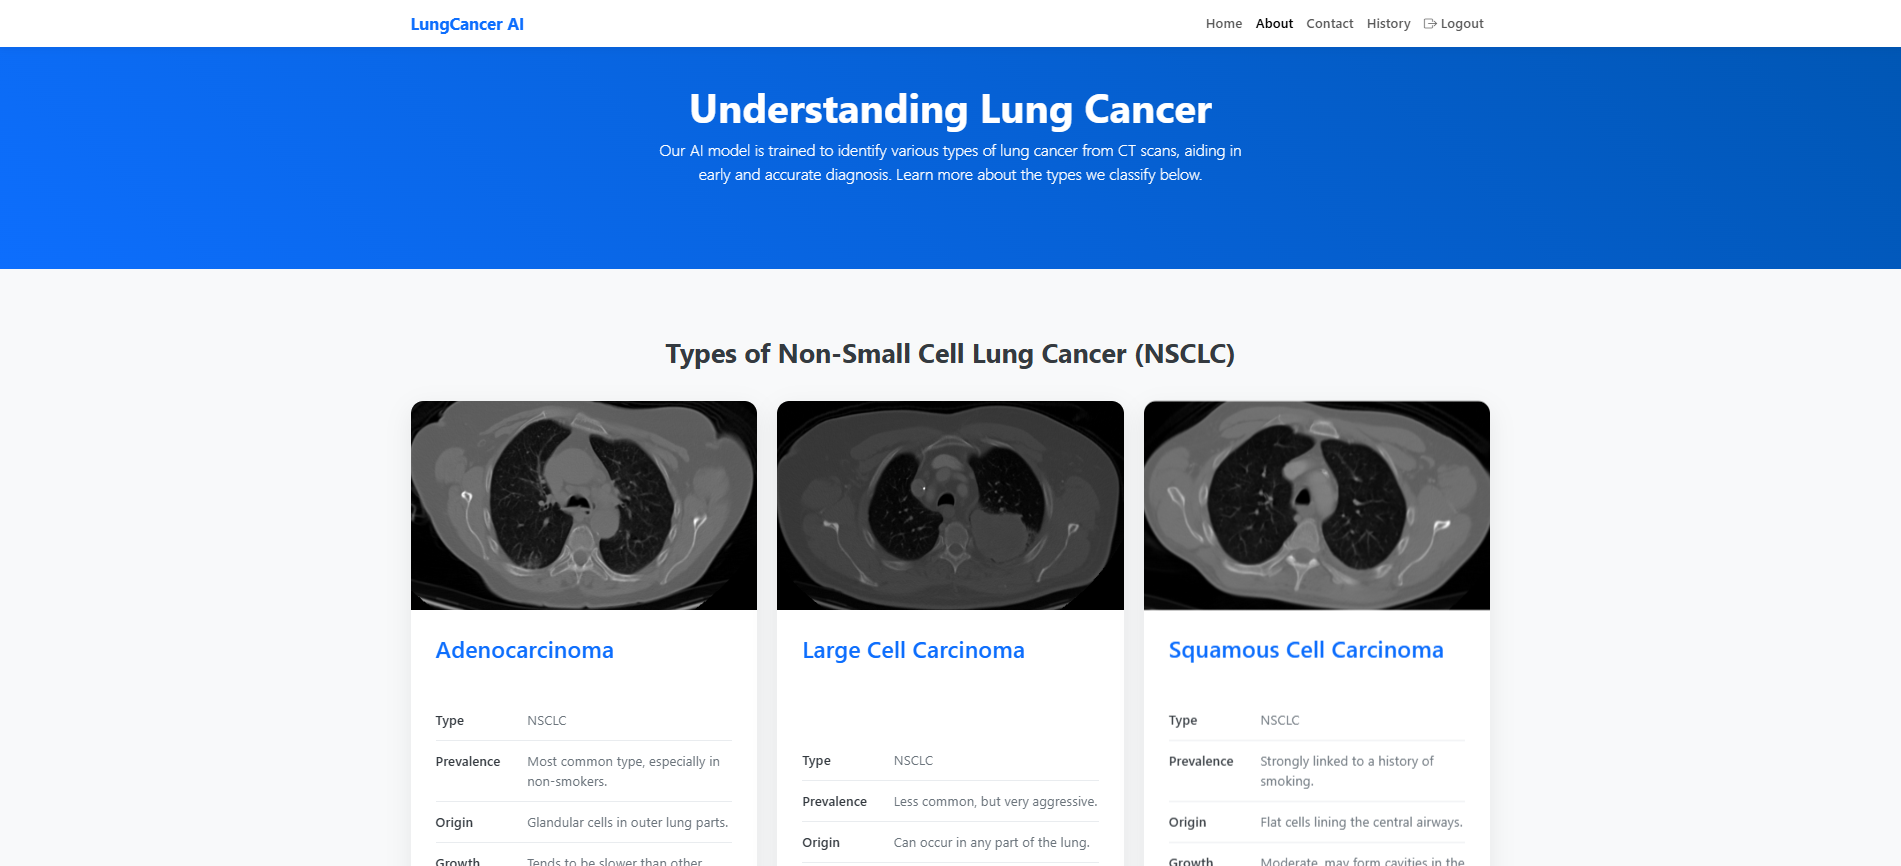 LungCancer AI
Home About Contact History Logout
Understanding Lung Cancer
Our AI model is trained to identify various types of lung cancer from CT scans, aiding in
early and accurate diagnosis. Learn more about the types we classify below.
Types of Non-Small Cell Lung Cancer (NSCLC)
Adenocarcinoma
Type NSCLC
Prevalence Most common type, especially in
non-smokers.
Origin Glandular cells in outer lung parts.
Growth Tends to be slower than other
Large Cell Carcinoma
Type NSCLC
Prevalence Less common, but very aggressive.
Origin Can occur in any part of the lung.
Squamous Cell Carcinoma
Type NSCLC
Prevalence Strongly linked to a history of
smoking.
Origin Flat cells lining the central airways.
Growth Moderate, may form cavities in the